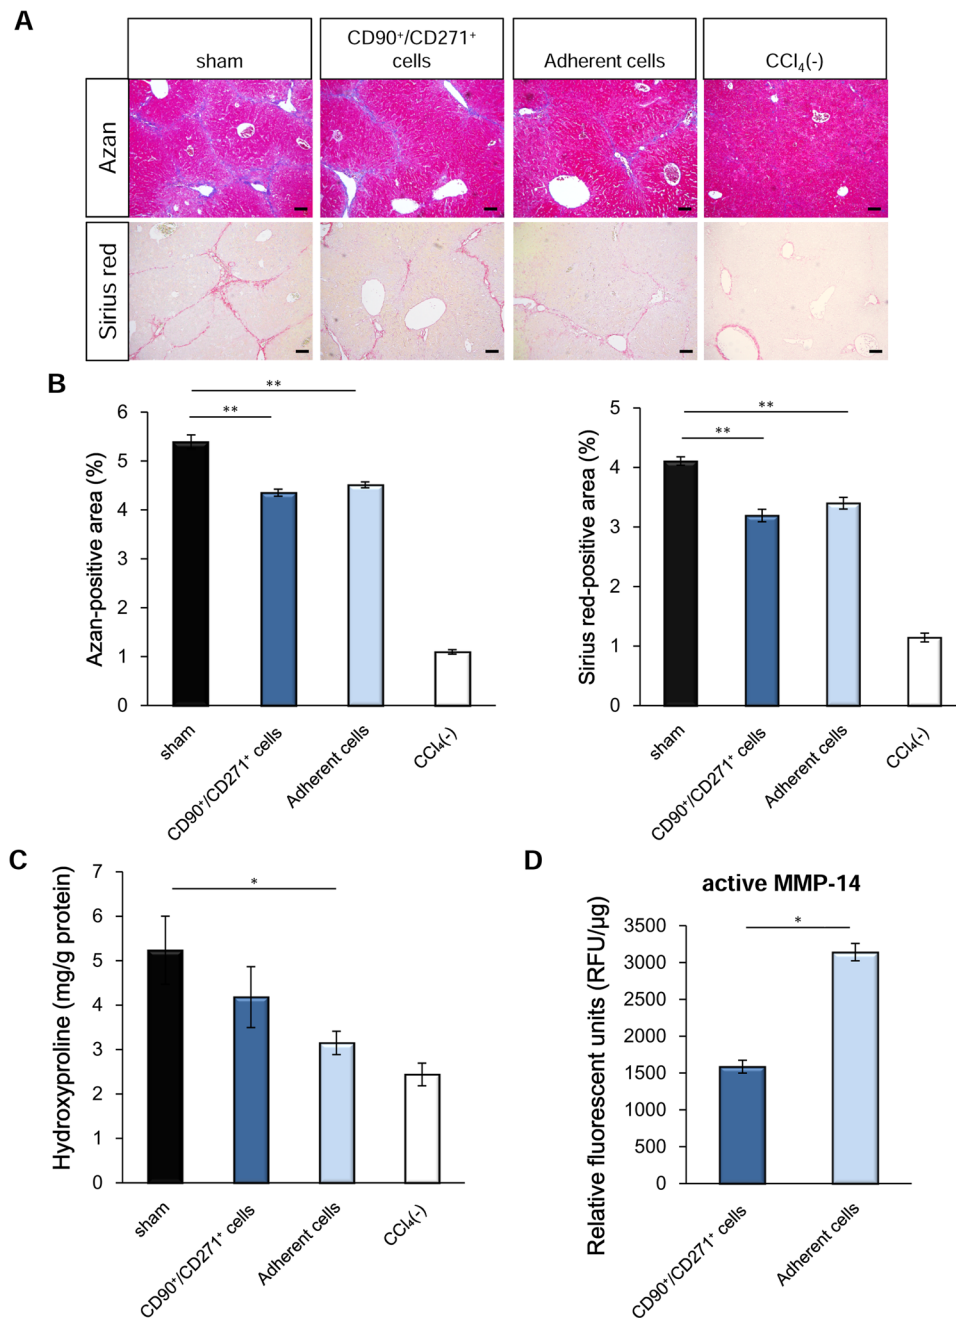 A
sham
CD90⁺/CD271⁺
cells
Adherent cells
CCl₄(-)
Azan
Sirius red
B
Azan-positive area (%)
6
5
4
3
2
1
0
**
**
sham
CD90⁺/CD271⁺ cells
Adherent cells
CCl₄(-)
Sirius red-positive area (%)
5
4
3
2
1
0
**
**
sham
CD90⁺/CD271⁺ cells
Adherent cells
CCl₄(-)
C
Hydroxyproline (mg/g protein)
7
6
5
4
3
2
1
0
*
sham
CD90⁺/CD271⁺ cells
Adherent cells
CCl₄(-)
D
active MMP-14
Relative fluorescent units (RFU/µg)
3500
3000
2500
2000
1500
1000
500
0
*
CD90⁺/CD271⁺ cells
Adherent cells